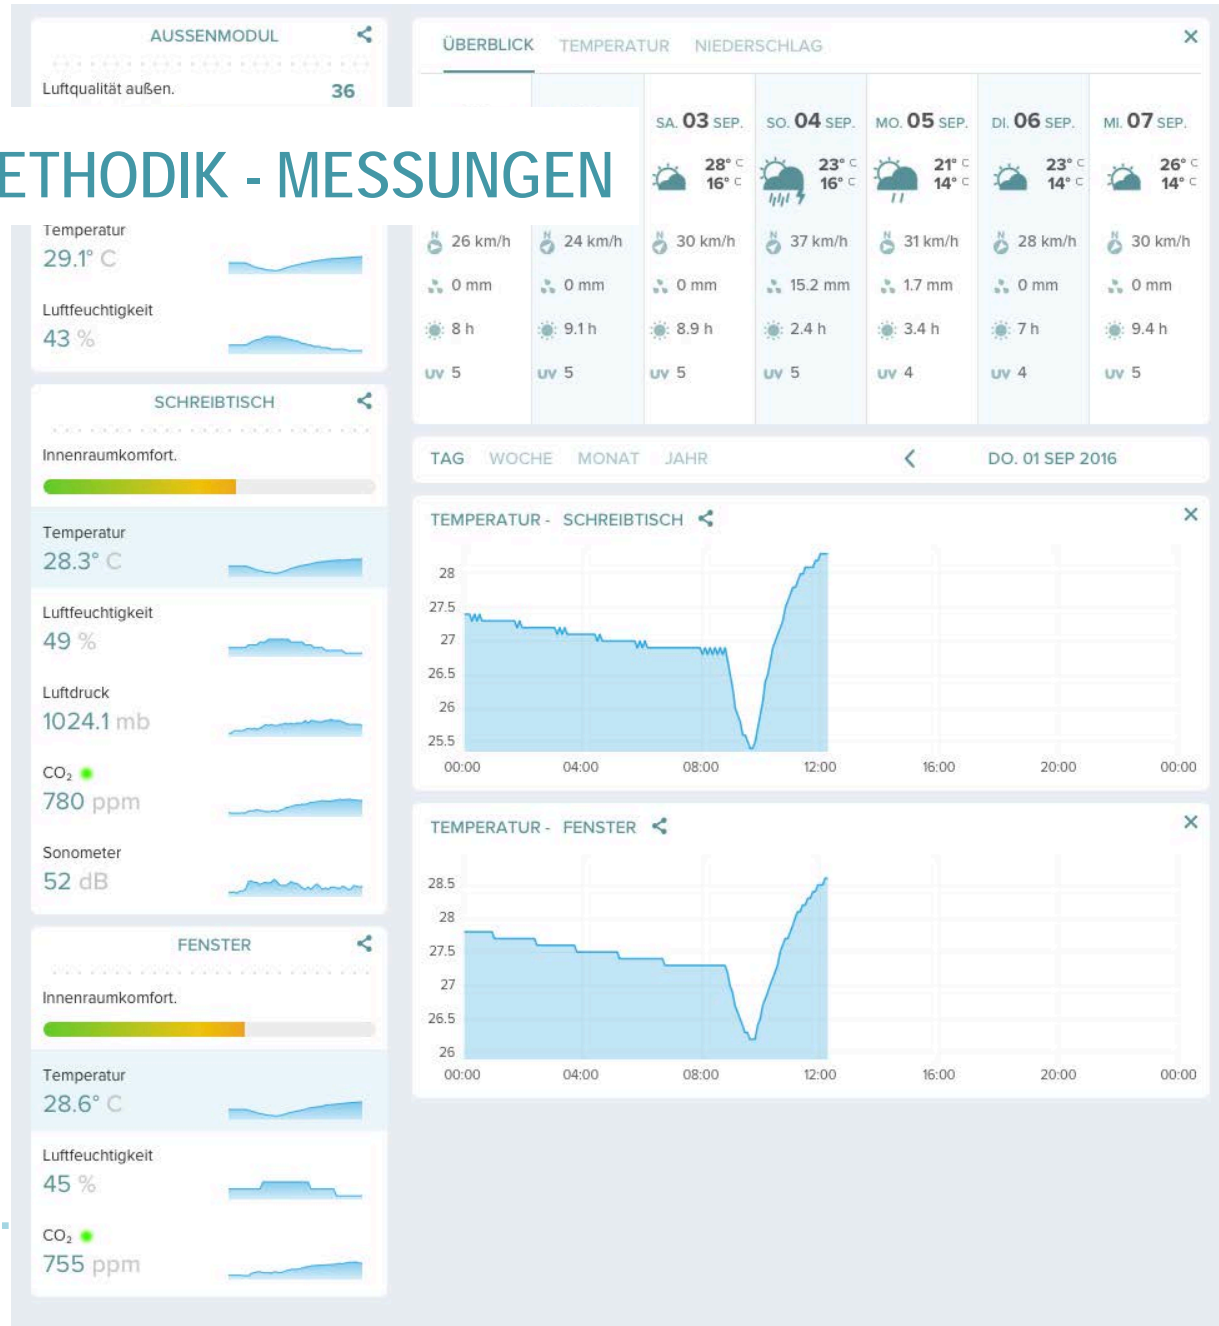 AUSSENMODUL
Luftqualität außen. 36
ETHODIK - MESSUNGEN
Temperatur
29.1° C
Luftfeuchtigkeit
43 %
SCHREIBTISCH
Innenraumkomfort.
Temperatur
28.3° C
Luftfeuchtigkeit
49 %
Luftdruck
1024.1 mb
CO₂
780 ppm
Sonometer
52 dB
FENSTER
Innenraumkomfort.
Temperatur
28.6° C
Luftfeuchtigkeit
45 %
CO₂
755 ppm
ÜBERBLICK TEMPERATUR NIEDERSCHLAG
SA. 03 SEP. SO. 04 SEP. MO. 05 SEP. DI. 06 SEP. MI. 07 SEP.
28° C 23° C 21° C 23° C 26° C
16° C 16° C 14° C 14° C 14° C
N N N N N N N
26 km/h 24 km/h 30 km/h 37 km/h 31 km/h 28 km/h 30 km/h
0 mm 0 mm 0 mm 15.2 mm 1.7 mm 0 mm 0 mm
8 h 9.1 h 8.9 h 2.4 h 3.4 h 7 h 9.4 h
UV 5 UV 5 UV 5 UV 5 UV 4 UV 4 UV 5
TAG WOCHE MONAT JAHR DO. 01 SEP 2016
TEMPERATUR - SCHREIBTISCH
28
27.5
27
26.5
26
25.5
00:00 04:00 08:00 12:00 16:00 20:00 00:00
TEMPERATUR - FENSTER
28.5
28
27.5
27
26.5
26
00:00 04:00 08:00 12:00 16:00 20:00 00:00